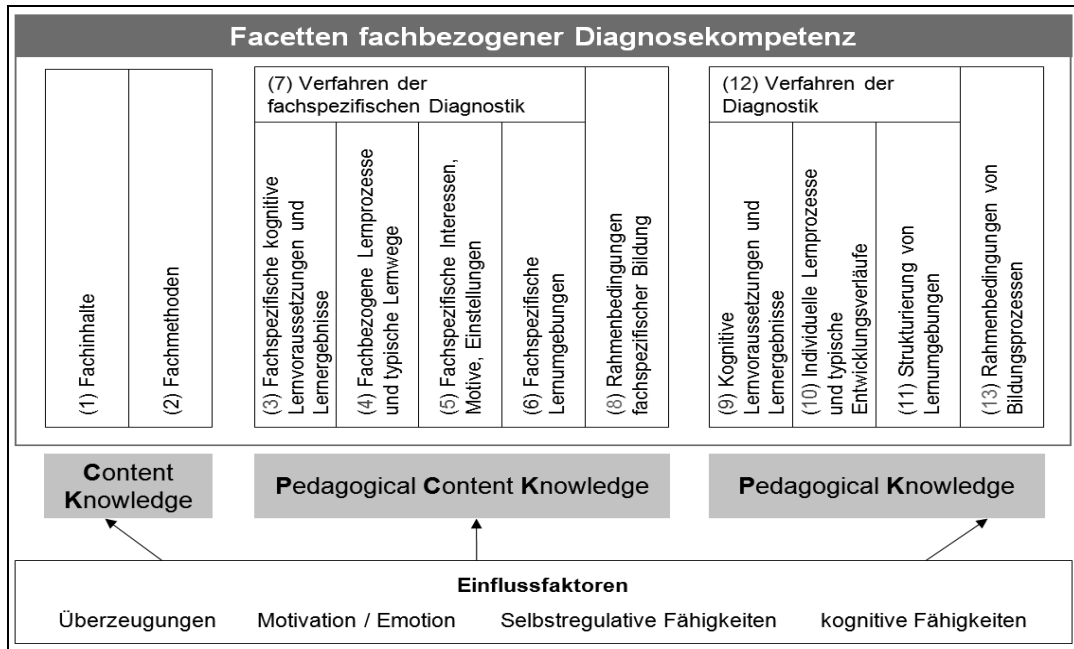 Facetten fachbezogener Diagnosekompetenz
(1) Fachinhalte
(2) Fachmethoden
(7) Verfahren der
fachspezifischen Diagnostik
(3) Fachspezifische kognitive
Lernvoraussetzungen und
Lernergebnisse
(4) Fachbezogene Lernprozesse
und typische Lernwege
(5) Fachspezifische Interessen,
Motive, Einstellungen
(6) Fachspezifische
Lernumgebungen
(8) Rahmenbedingungen
fachspezifischer Bildung
(12) Verfahren der
Diagnostik
(9) Kognitive
Lernvoraussetzungen und
Lernergebnisse
(10) Individuelle Lernprozesse
und typische
Entwicklungsverläufe
(11) Strukturierung von
Lernumgebungen
(13) Rahmenbedingungen von
Bildungsprozessen
Content
Knowledge
Pedagogical Content Knowledge
Pedagogical Knowledge
Einflussfaktoren
Überzeugungen Motivation / Emotion Selbstregulative Fähigkeiten kognitive Fähigkeiten